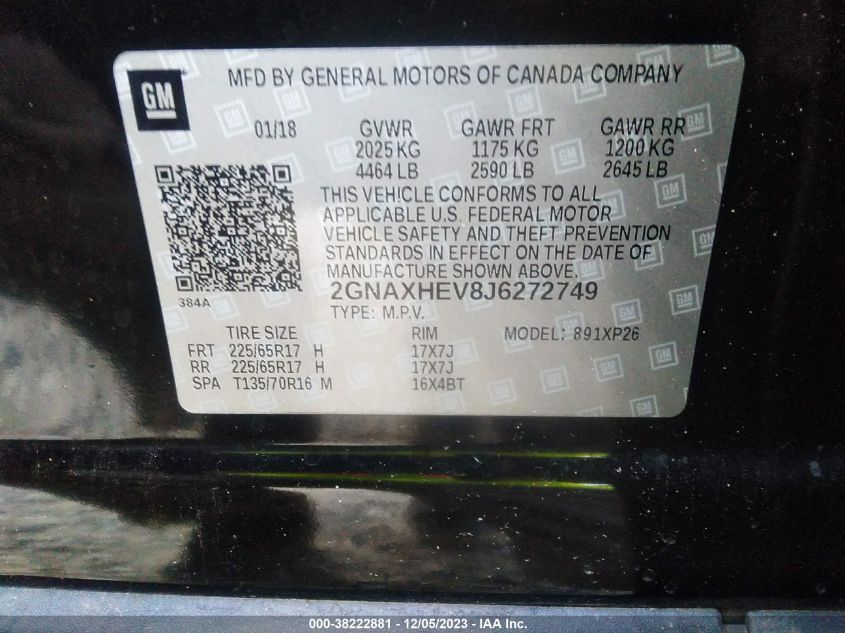 GM
MFD BY GENERAL MOTORS OF CANADA COMPANY
01/18 GVWR GAWR FRT GAWR RR
2025 KG 1175 KG 1200 KG
4464 LB 2590 LB 2645 LB
THIS VEHICLE CONFORMS TO ALL
APPLICABLE U.S. FEDERAL MOTOR
VEHICLE SAFETY AND THEFT PREVENTION
STANDARDS IN EFFECT ON THE DATE OF
MANUFACTURE SHOWN ABOVE.
384A
2GNAXHEV8J6272749
TYPE: M.P.V.
TIRE SIZE RIM MODEL: 891XP26
FRT 225/65R17 H 17X7J
RR 225/65R17 H 17X7J
SPA T135/70R16 M 16X4BT
000-38222881 - 12/05/2023 - IAA Inc.